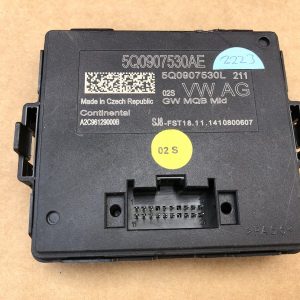 5Q0907530AE
2223
5Q0907530L 211
02S VW AG
GW MQB Mid
Made in Czech Republic
Continental
A2C96129000B
SJ8-FST18.11.1410800607
02 S